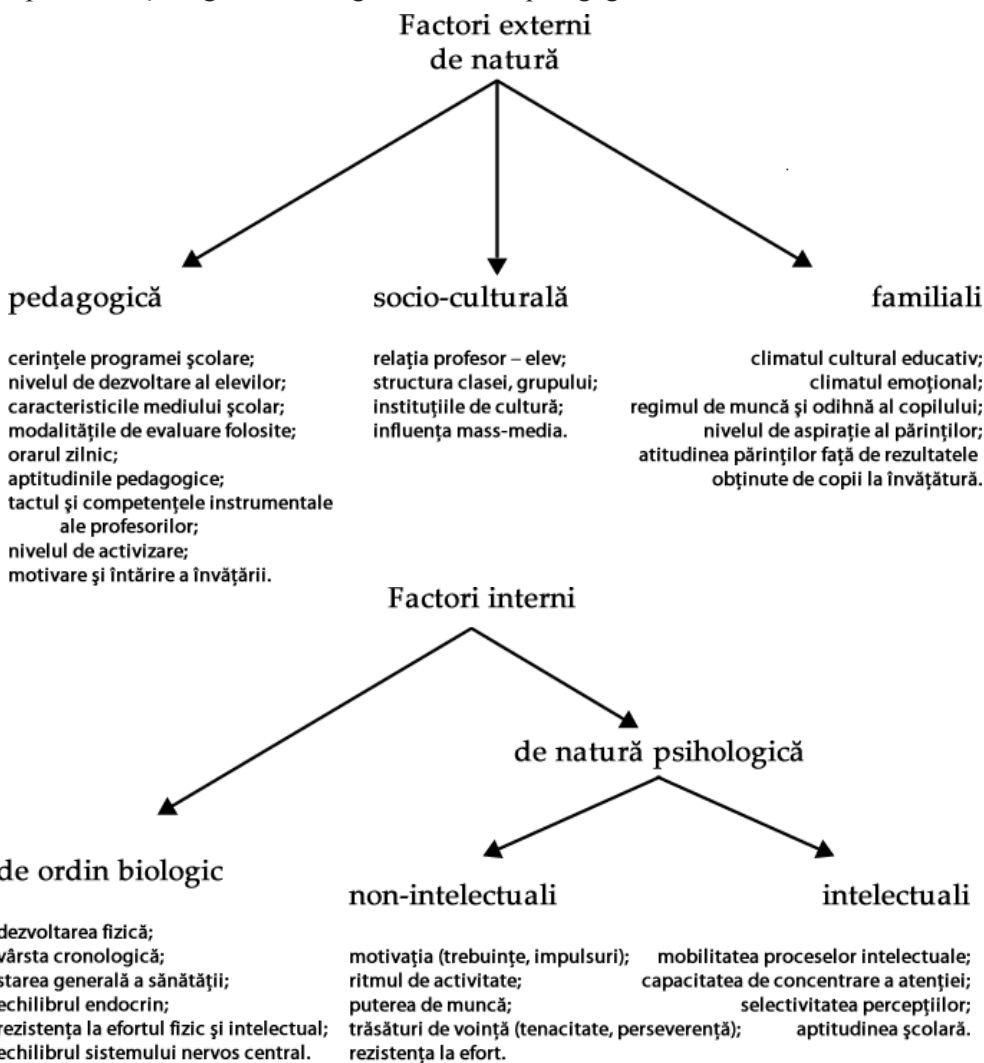 Factori externi
de natură
pedagogică
cerințele programei școlare;
nivelul de dezvoltare al elevilor;
caracteristicile mediului școlar;
modalitățile de evaluare folosite;
orarul zilnic;
aptitudinile pedagogice;
tactul și competențele instrumentale
ale profesorilor;
nivelul de activizare;
motivare și întărire a învățării.
socio-culturală
relația profesor – elev;
structura clasei, grupului;
instituțiile de cultură;
influența mass-media.
familiali
climatul cultural educativ;
climatul emoțional;
regimul de muncă și odihnă al copilului;
nivelul de aspirație al părinților;
atitudinea părinților față de rezultatele
obținute de copii la învățătură.
Factori interni
de natură psihologică
de ordin biologic
dezvoltarea fizică;
vârsta cronologică;
starea generală a sănătății;
echilibrul endocrin;
rezistența la efortul fizic și intelectual;
echilibrul sistemului nervos central.
non-intelectuali
motivația (trebuințe, impulsuri);
ritmul de activitate;
puterea de muncă;
trăsături de voință (tenacitate, perseverență);
rezistența la efort.
intelectuali
mobilitatea proceselor intelectuale;
capacitatea de concentrare a atenției;
selectivitatea percepțiilor;
aptitudinea școlară.